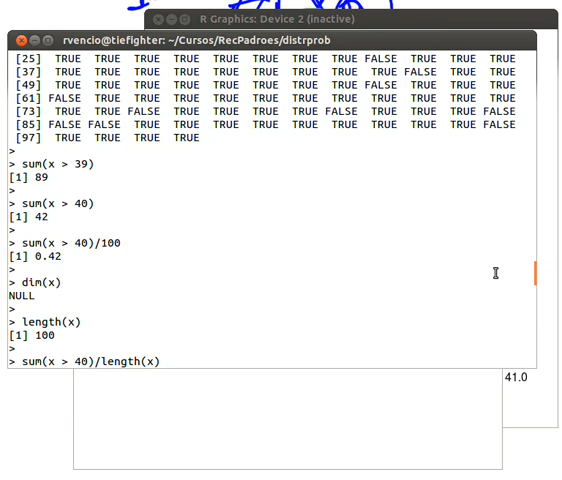 R Graphics: Device 2 (inactive)
rvencio@tiefighter: ~/Cursos/RecPadroes/distrprob
[25] TRUE TRUE TRUE TRUE TRUE TRUE TRUE TRUE FALSE TRUE TRUE TRUE
[37] TRUE TRUE TRUE TRUE TRUE TRUE TRUE TRUE TRUE FALSE TRUE TRUE
[49] TRUE TRUE TRUE TRUE TRUE TRUE TRUE TRUE FALSE TRUE TRUE TRUE
[61] FALSE TRUE TRUE TRUE TRUE TRUE TRUE TRUE TRUE TRUE TRUE TRUE
[73] TRUE TRUE FALSE TRUE TRUE TRUE TRUE FALSE TRUE TRUE TRUE FALSE
[85] FALSE FALSE TRUE TRUE TRUE TRUE TRUE TRUE TRUE TRUE TRUE FALSE
[97] TRUE TRUE TRUE TRUE
>
> sum(x > 39)
[1] 89
>
> sum(x > 40)
[1] 42
>
> sum(x > 40)/100
[1] 0.42
>
> dim(x)
NULL
>
> length(x)
[1] 100
>
> sum(x > 40)/length(x)
41.0